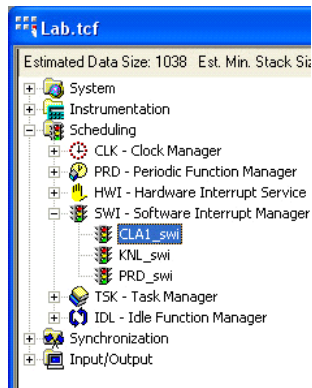 Lab.tcf
Estimated Data Size: 1038 Est. Min. Stack Siz
System
Instrumentation
Scheduling
CLK - Clock Manager
PRD - Periodic Function Manager
HWI - Hardware Interrupt Service
SWI - Software Interrupt Manager
CLA1_swi
KNL_swi
PRD_swi
TSK - Task Manager
IDL - Idle Function Manager
Synchronization
Input/Output